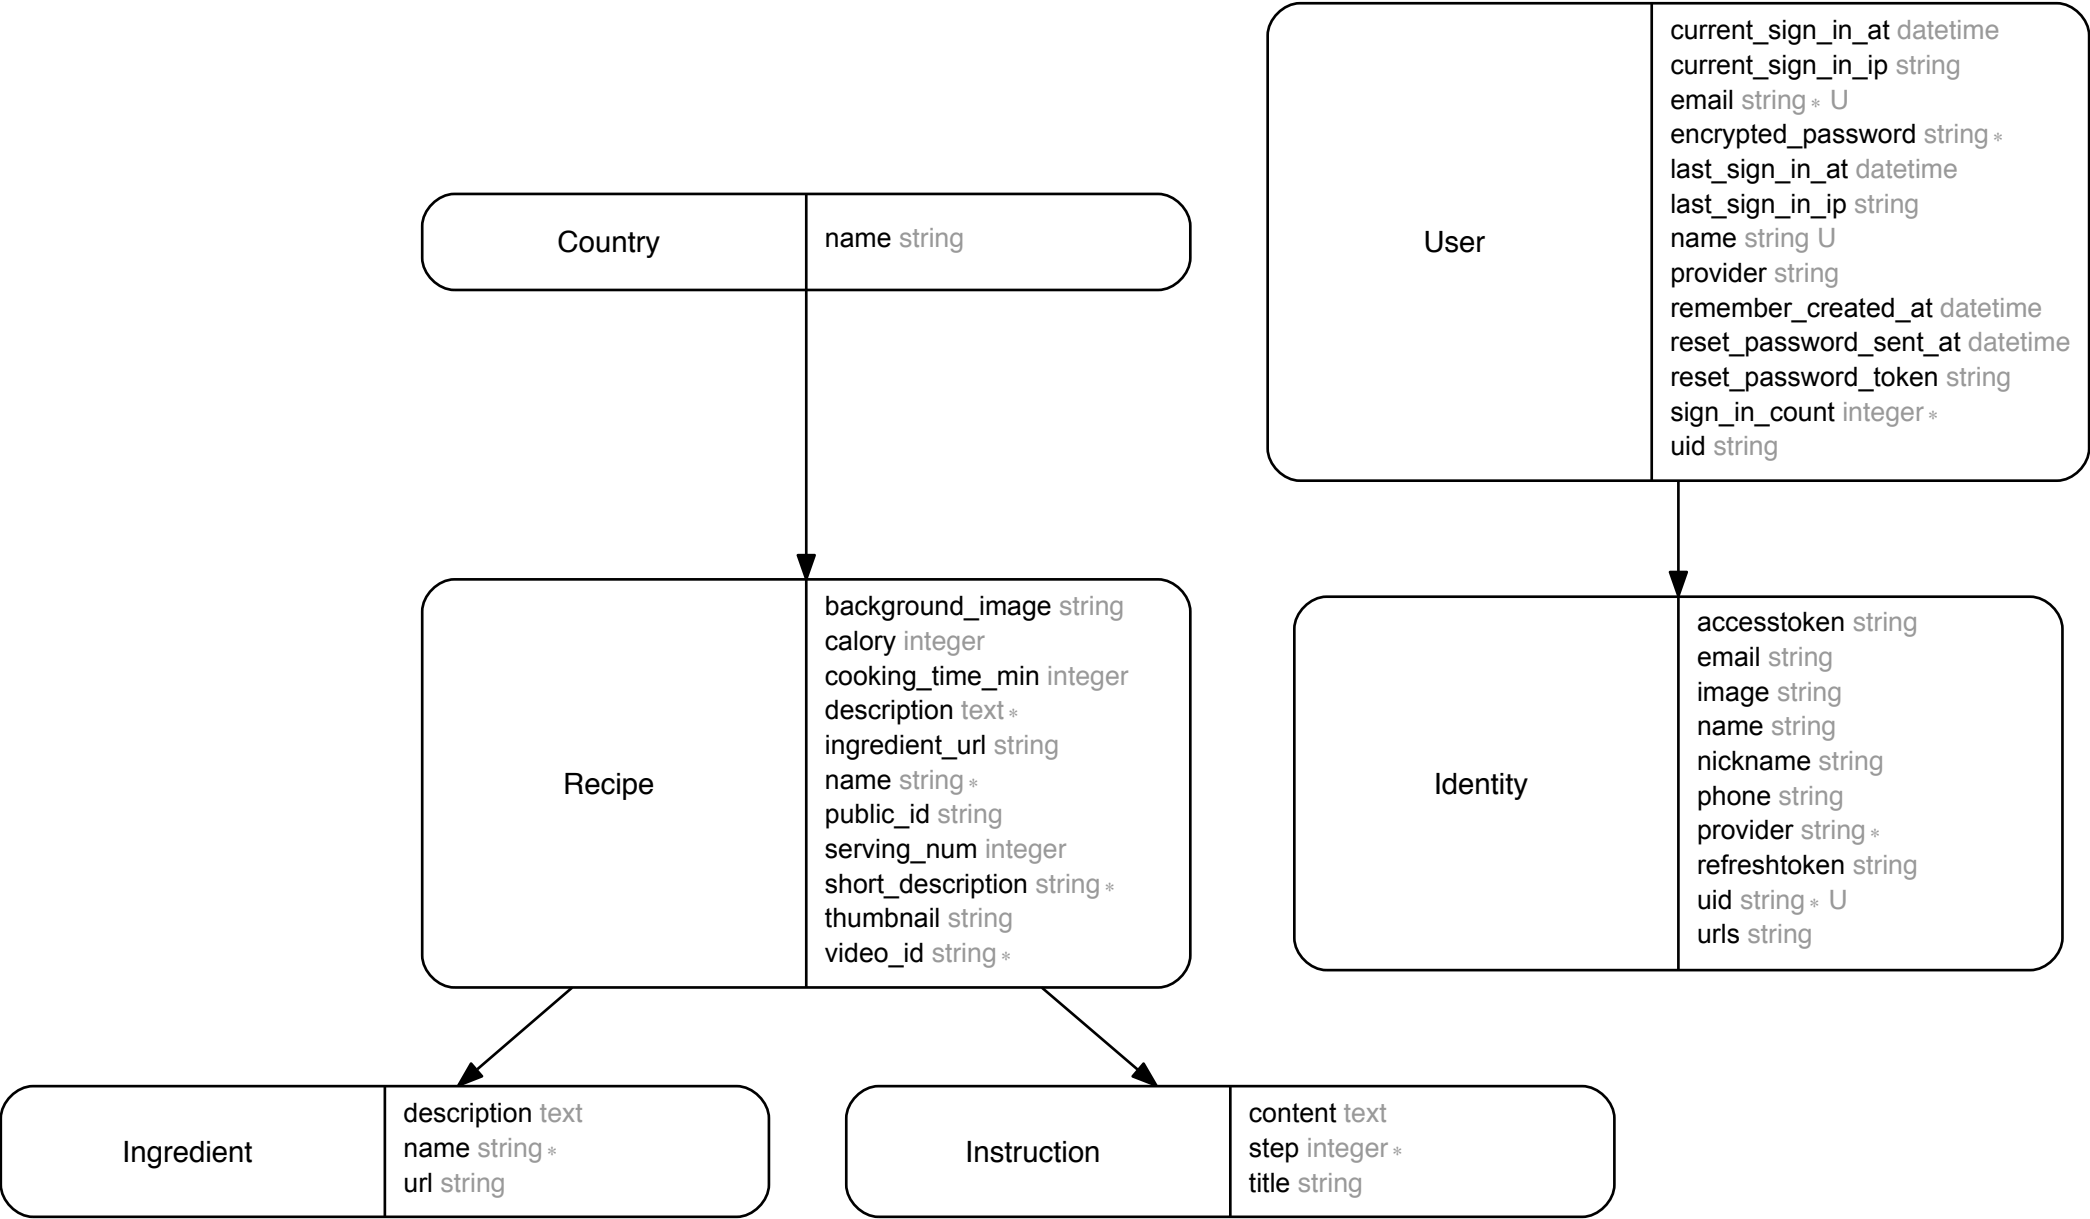 Country
name string
User
current_sign_in_at datetime
current_sign_in_ip string
email string * U
encrypted_password string *
last_sign_in_at datetime
last_sign_in_ip string
name string U
provider string
remember_created_at datetime
reset_password_sent_at datetime
reset_password_token string
sign_in_count integer *
uid string
Recipe
background_image string
calory integer
cooking_time_min integer
description text *
ingredient_url string
name string *
public_id string
serving_num integer
short_description string *
thumbnail string
video_id string *
Identity
accesstoken string
email string
image string
name string
nickname string
phone string
provider string *
refreshtoken string
uid string * U
urls string
Ingredient
description text
name string *
url string
Instruction
content text
step integer *
title string